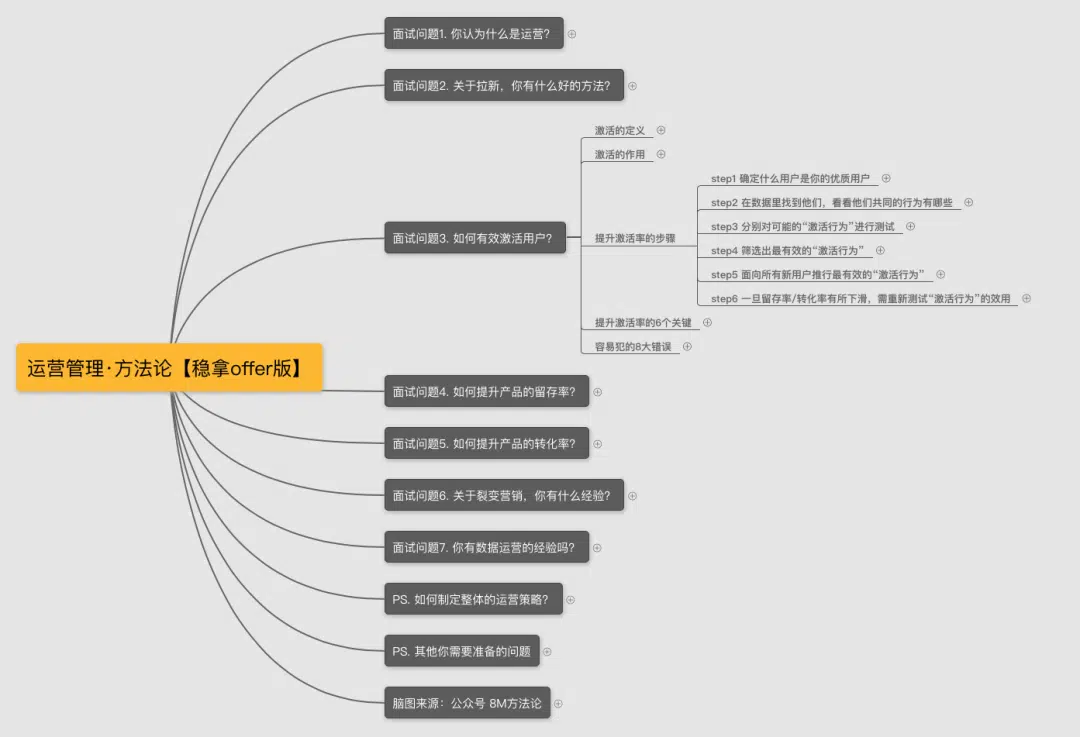 面试问题1. 你认为什么是运营?
面试问题2. 关于拉新，你有什么好的方法?
面试问题3. 如何有效激活用户?
激活的定义
激活的作用
提升激活率的步骤
step1 确定什么用户是你的优质用户
step2 在数据里找到他们，看看他们共同的行为有哪些
step3 分别对可能的“激活行为”进行测试
step4 筛选出最有效的“激活行为”
step5 面向所有新用户推行最有效的“激活行为”
step6 一旦留存率/转化率有所下滑，需重新测试“激活行为”的效用
提升激活率的6个关键
容易犯的8大错误
运营管理·方法论【稳拿offer版】
面试问题4. 如何提升产品的留存率?
面试问题5. 如何提升产品的转化率?
面试问题6. 关于裂变营销，你有什么经验?
面试问题7. 你有数据运营的经验吗?
PS. 如何制定整体的运营策略?
PS. 其他你需要准备的问题
脑图来源：公众号 8M方法论